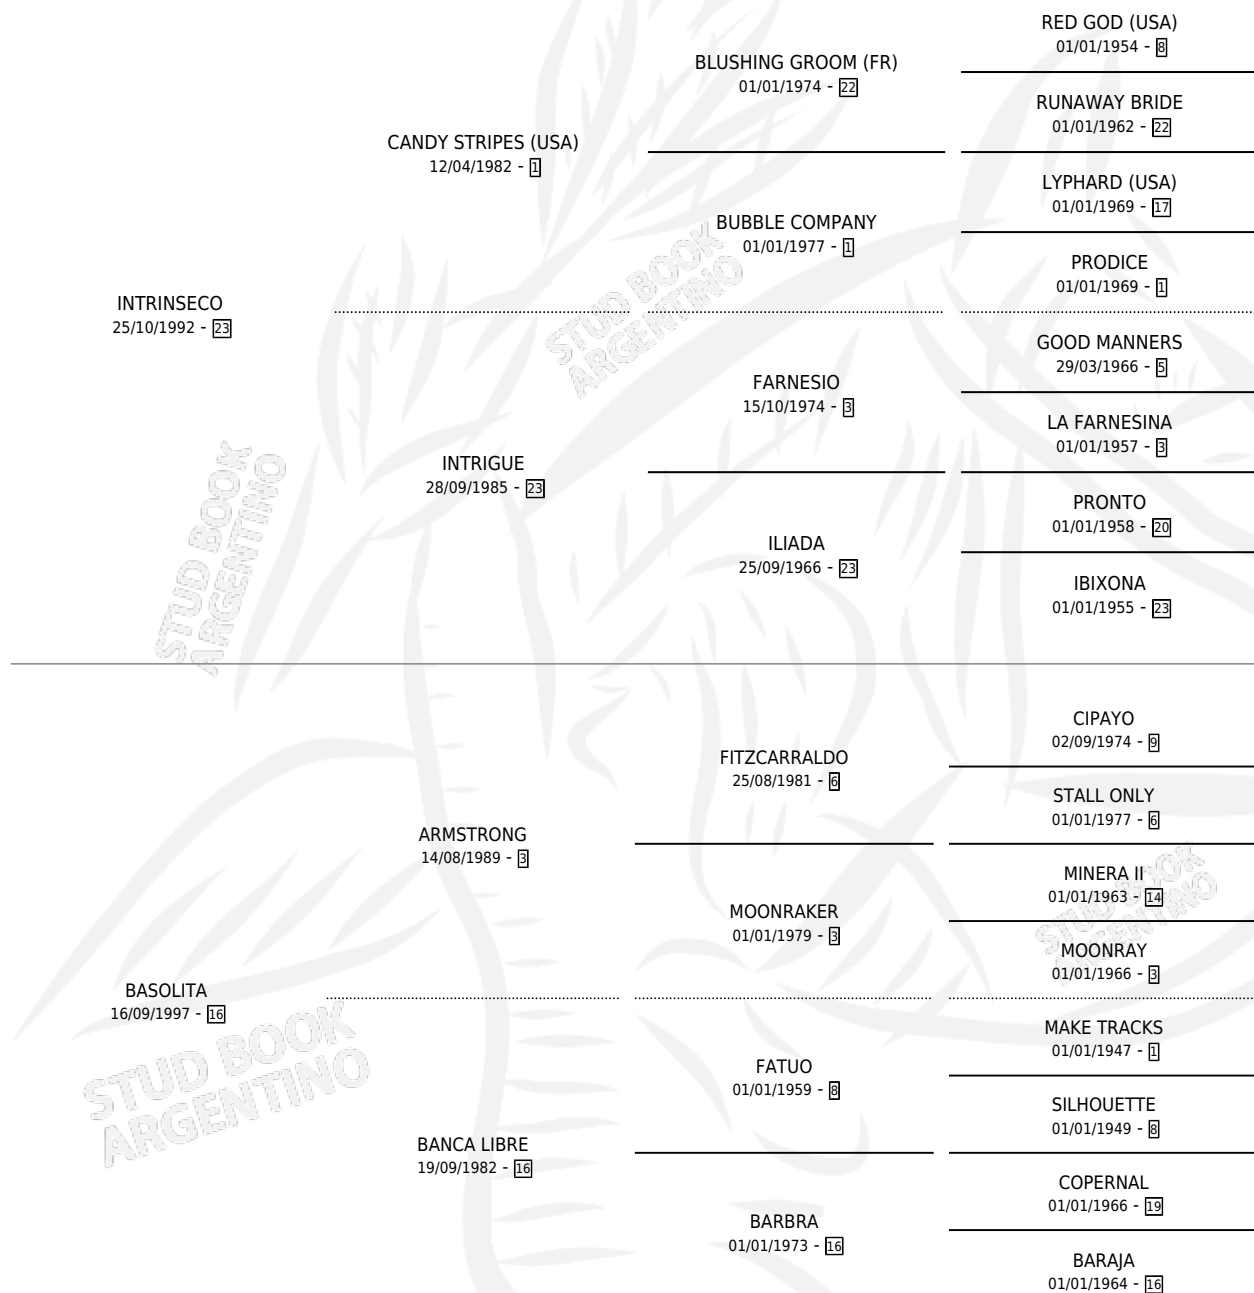 RED GOD (USA)
01/01/1954 - 8
BLUSHING GROOM (FR)
01/01/1974 - 22
RUNAWAY BRIDE
01/01/1962 - 22
CANDY STRIPES (USA)
12/04/1982 - 1
LYPHARD (USA)
01/01/1969 - 17
BUBBLE COMPANY
01/01/1977 - 1
PRODICE
01/01/1969 - 1
INTRINSECO
25/10/1992 - 23
GOOD MANNERS
29/03/1966 - 5
FARNESIO
15/10/1974 - 3
LA FARNESINA
01/01/1957 - 3
INTRIGUE
28/09/1985 - 23
PRONTO
01/01/1958 - 20
ILIADA
25/09/1966 - 23
IBIXONA
01/01/1955 - 23
CIPAYO
02/09/1974 - 9
FITZCARRALDO
25/08/1981 - 6
STALL ONLY
01/01/1977 - 6
ARMSTRONG
14/08/1989 - 3
MINERA II
01/01/1963 - 14
MOONRAKER
01/01/1979 - 3
MOONRAY
01/01/1966 - 3
BASOLITA
16/09/1997 - 16
MAKE TRACKS
01/01/1947 - 1
FATUO
01/01/1959 - 8
SILHOUETTE
01/01/1949 - 8
BANCA LIBRE
19/09/1982 - 16
COPERNAL
01/01/1966 - 19
BARBRA
01/01/1973 - 16
BARAJA
01/01/1964 - 16
STUD BOOK
ARGENTINO
STUD BOOK
ARGENTINO
STUD BOOK
ARGENTINO
STUD BOOK
ARGENTINO